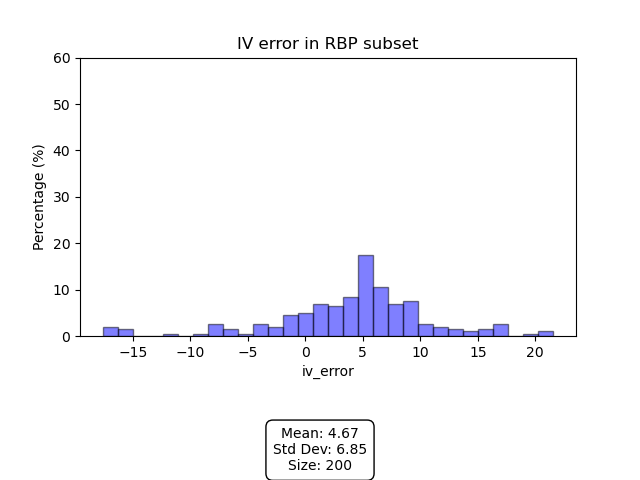 IV error in RBP subset
60
50
40
30
20
10
0
Percentage (%)
−15
−10
−5
0
5
10
15
20
iv_error
Mean: 4.67
Std Dev: 6.85
Size: 200